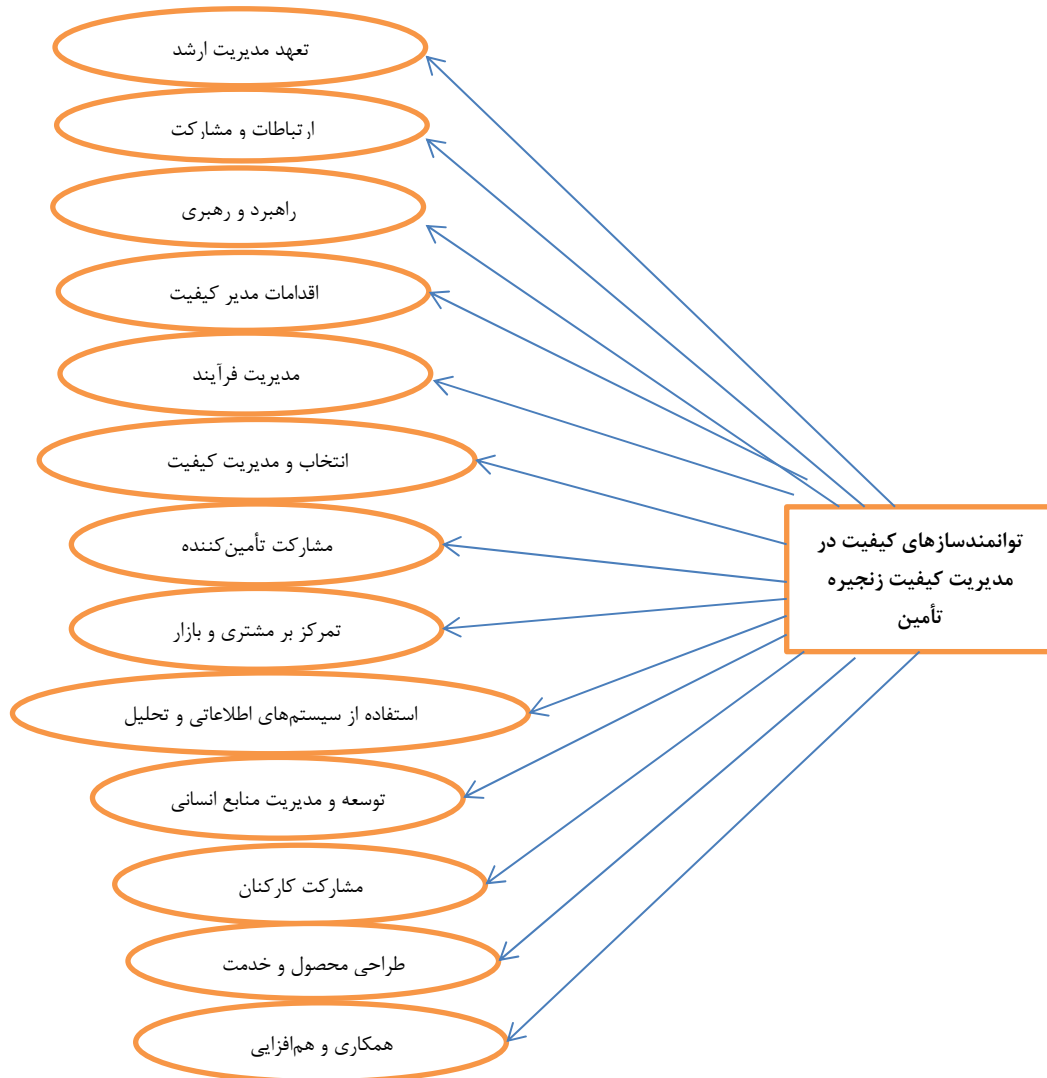 تعهد مدیریت ارشد
ارتباطات و مشارکت
راهبرد و رهبری
اقدامات مدیر کیفیت
مدیریت فرآیند
انتخاب و مدیریت کیفیت
مشارکت تأمین‌کننده
تمرکز بر مشتری و بازار
استفاده از سیستم‌های اطلاعاتی و تحلیل
توسعه و مدیریت منابع انسانی
مشارکت کارکنان
طراحی محصول و خدمت
همکاری و هم‌افزایی
توانمندسازهای کیفیت در
مدیریت کیفیت زنجیره
تأمین